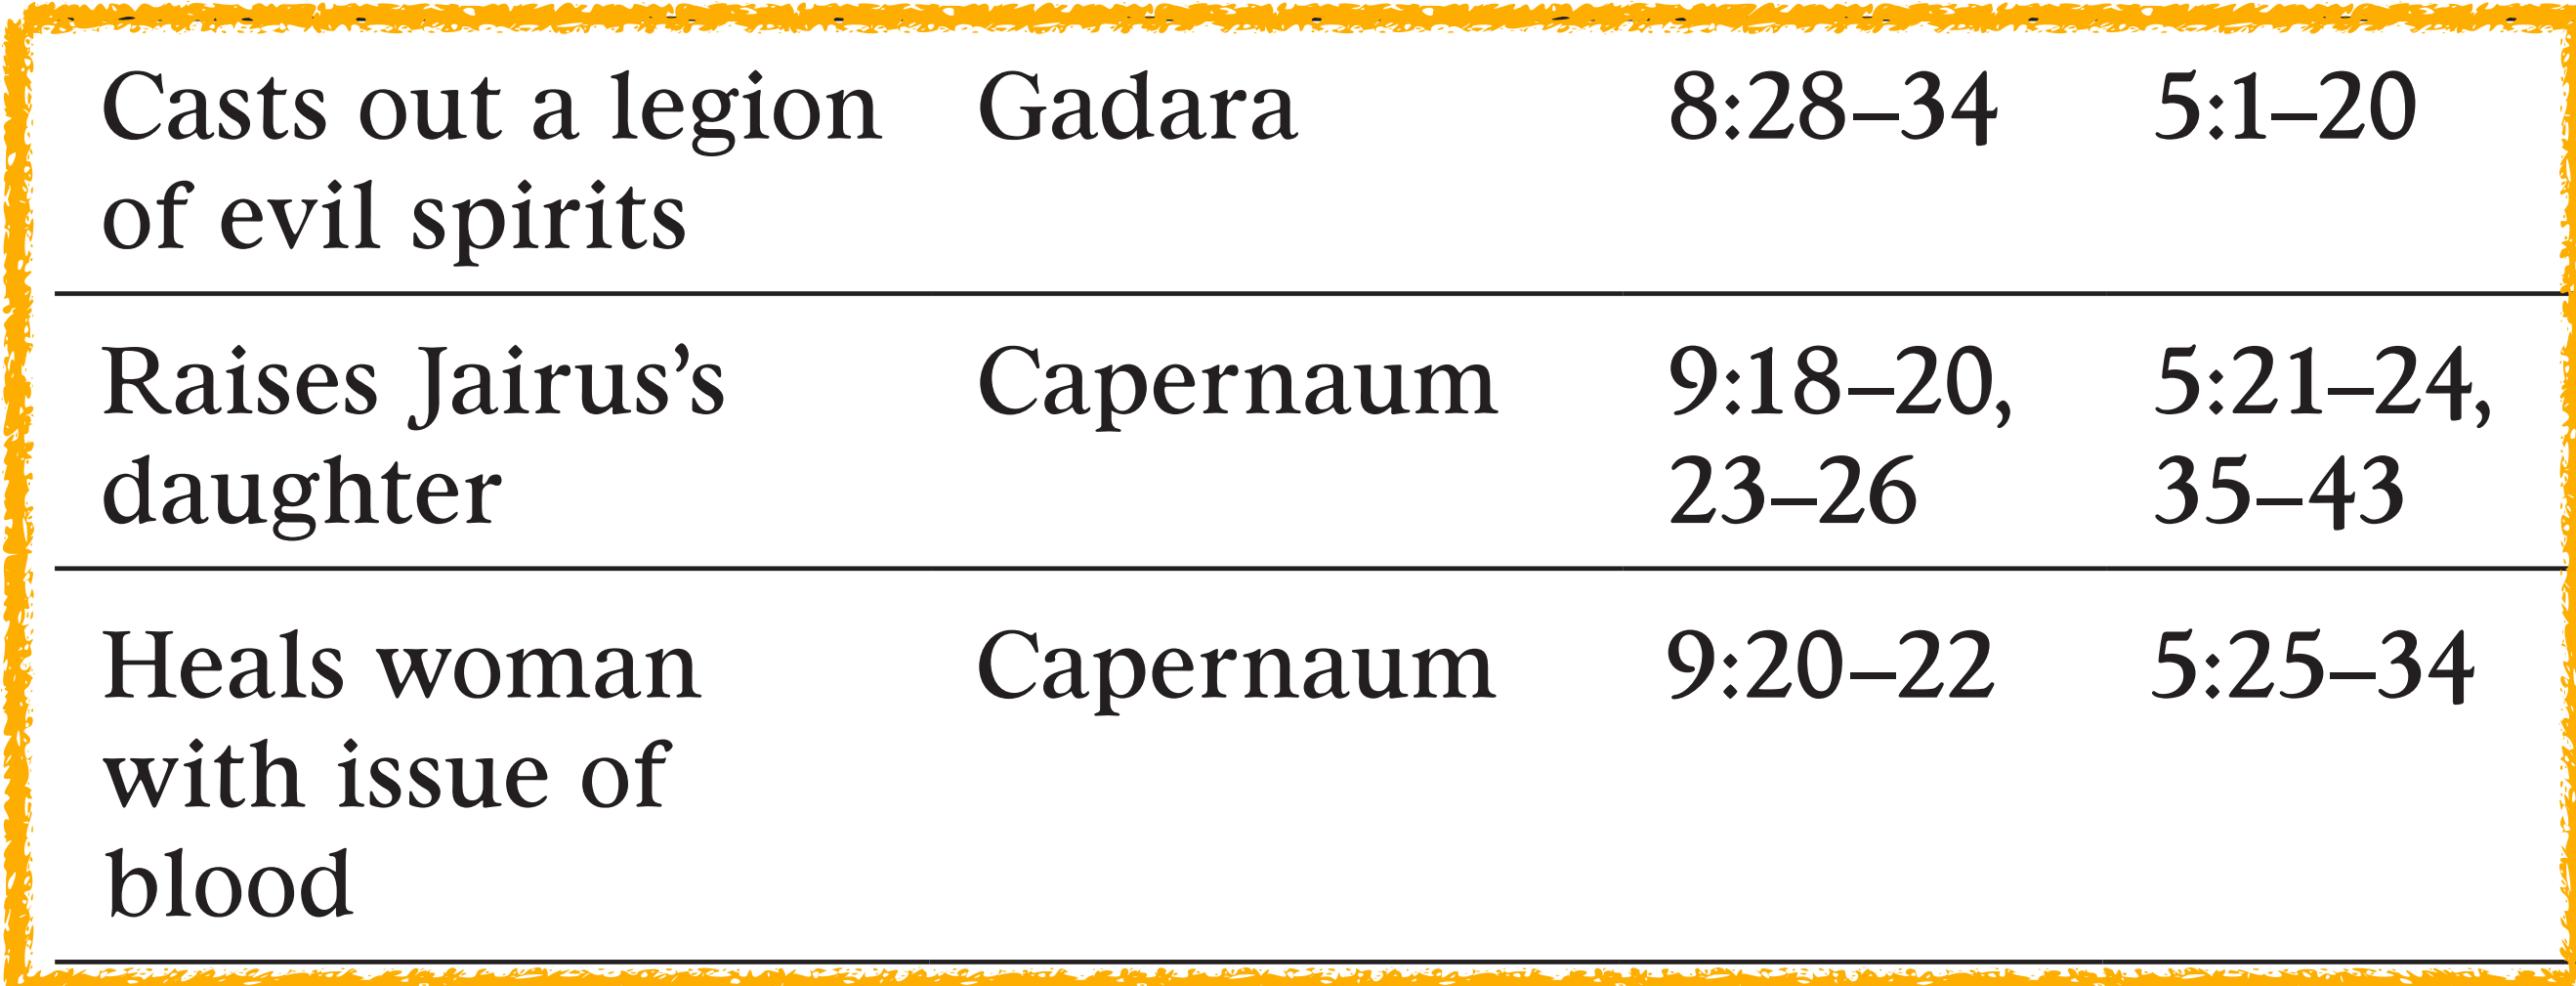 Casts out a legion Gadara 8:28–34 5:1–20
of evil spirits
Raises Jairus’s Capernaum 9:18–20, 5:21–24,
daughter 23–26 35–43
Heals woman Capernaum 9:20–22 5:25–34
with issue of
blood